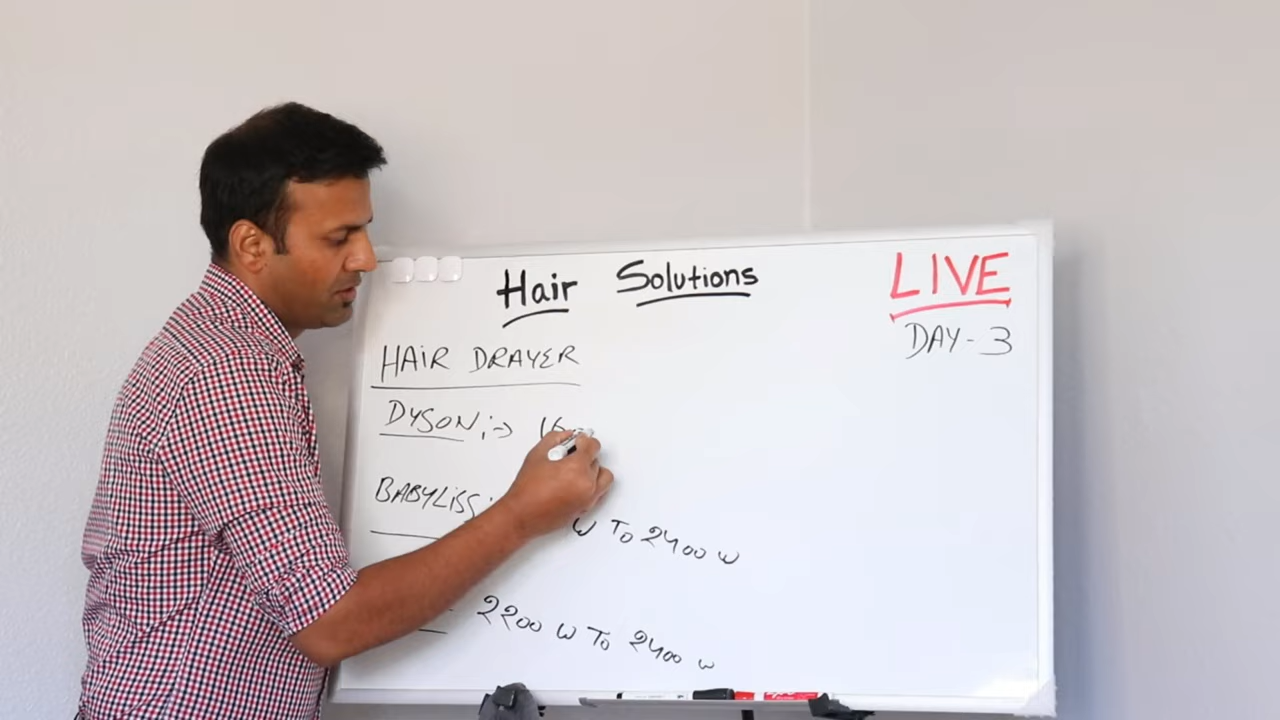 Hair Solutions
LIVE
DAY - 3
HAiR DRAYER
DYSON :->
BABYLiSS :
W To 2400 W
2200 W To 2400 W